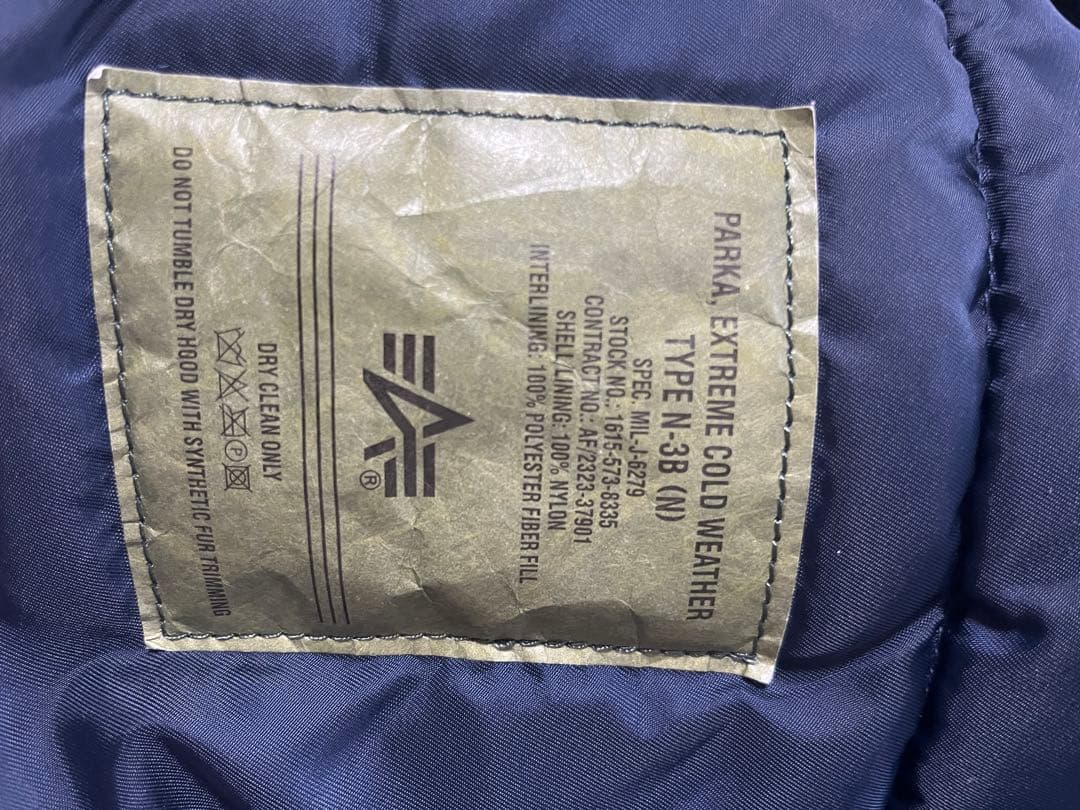 PARKA, EXTREME COLD WEATHER
TYPE N-3B (N)
SPEC. MIL-J-6279
STOCK NO.: 1615-573-8335
CONTRACT NO.: AF/2323-37901
SHELL/LINING: 100% NYLON
INTERLINING: 100% POLYESTER FIBER FILL
®
DRY CLEAN ONLY
P
DO NOT TUMBLE DRY HOOD WITH SYNTHETIC FUR TRIMMING